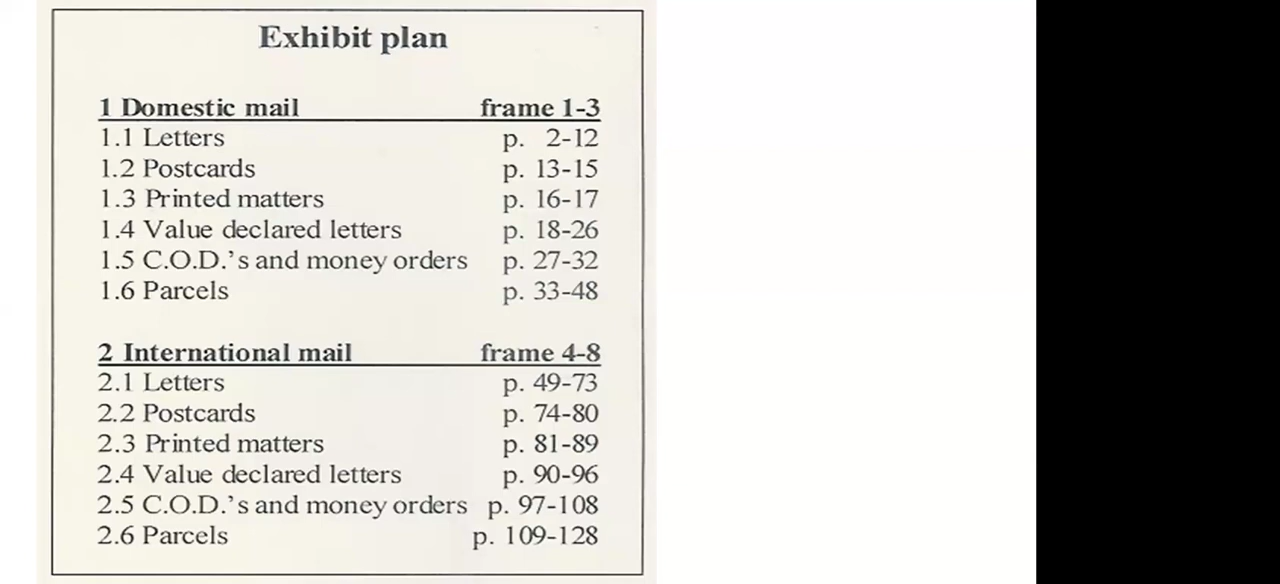 Exhibit plan
1 Domestic mail frame 1-3
1.1 Letters p. 2-12
1.2 Postcards p. 13-15
1.3 Printed matters p. 16-17
1.4 Value declared letters p. 18-26
1.5 C.O.D.'s and money orders p. 27-32
1.6 Parcels p. 33-48
2 International mail frame 4-8
2.1 Letters p. 49-73
2.2 Postcards p. 74-80
2.3 Printed matters p. 81-89
2.4 Value declared letters p. 90-96
2.5 C.O.D.'s and money orders p. 97-108
2.6 Parcels p. 109-128